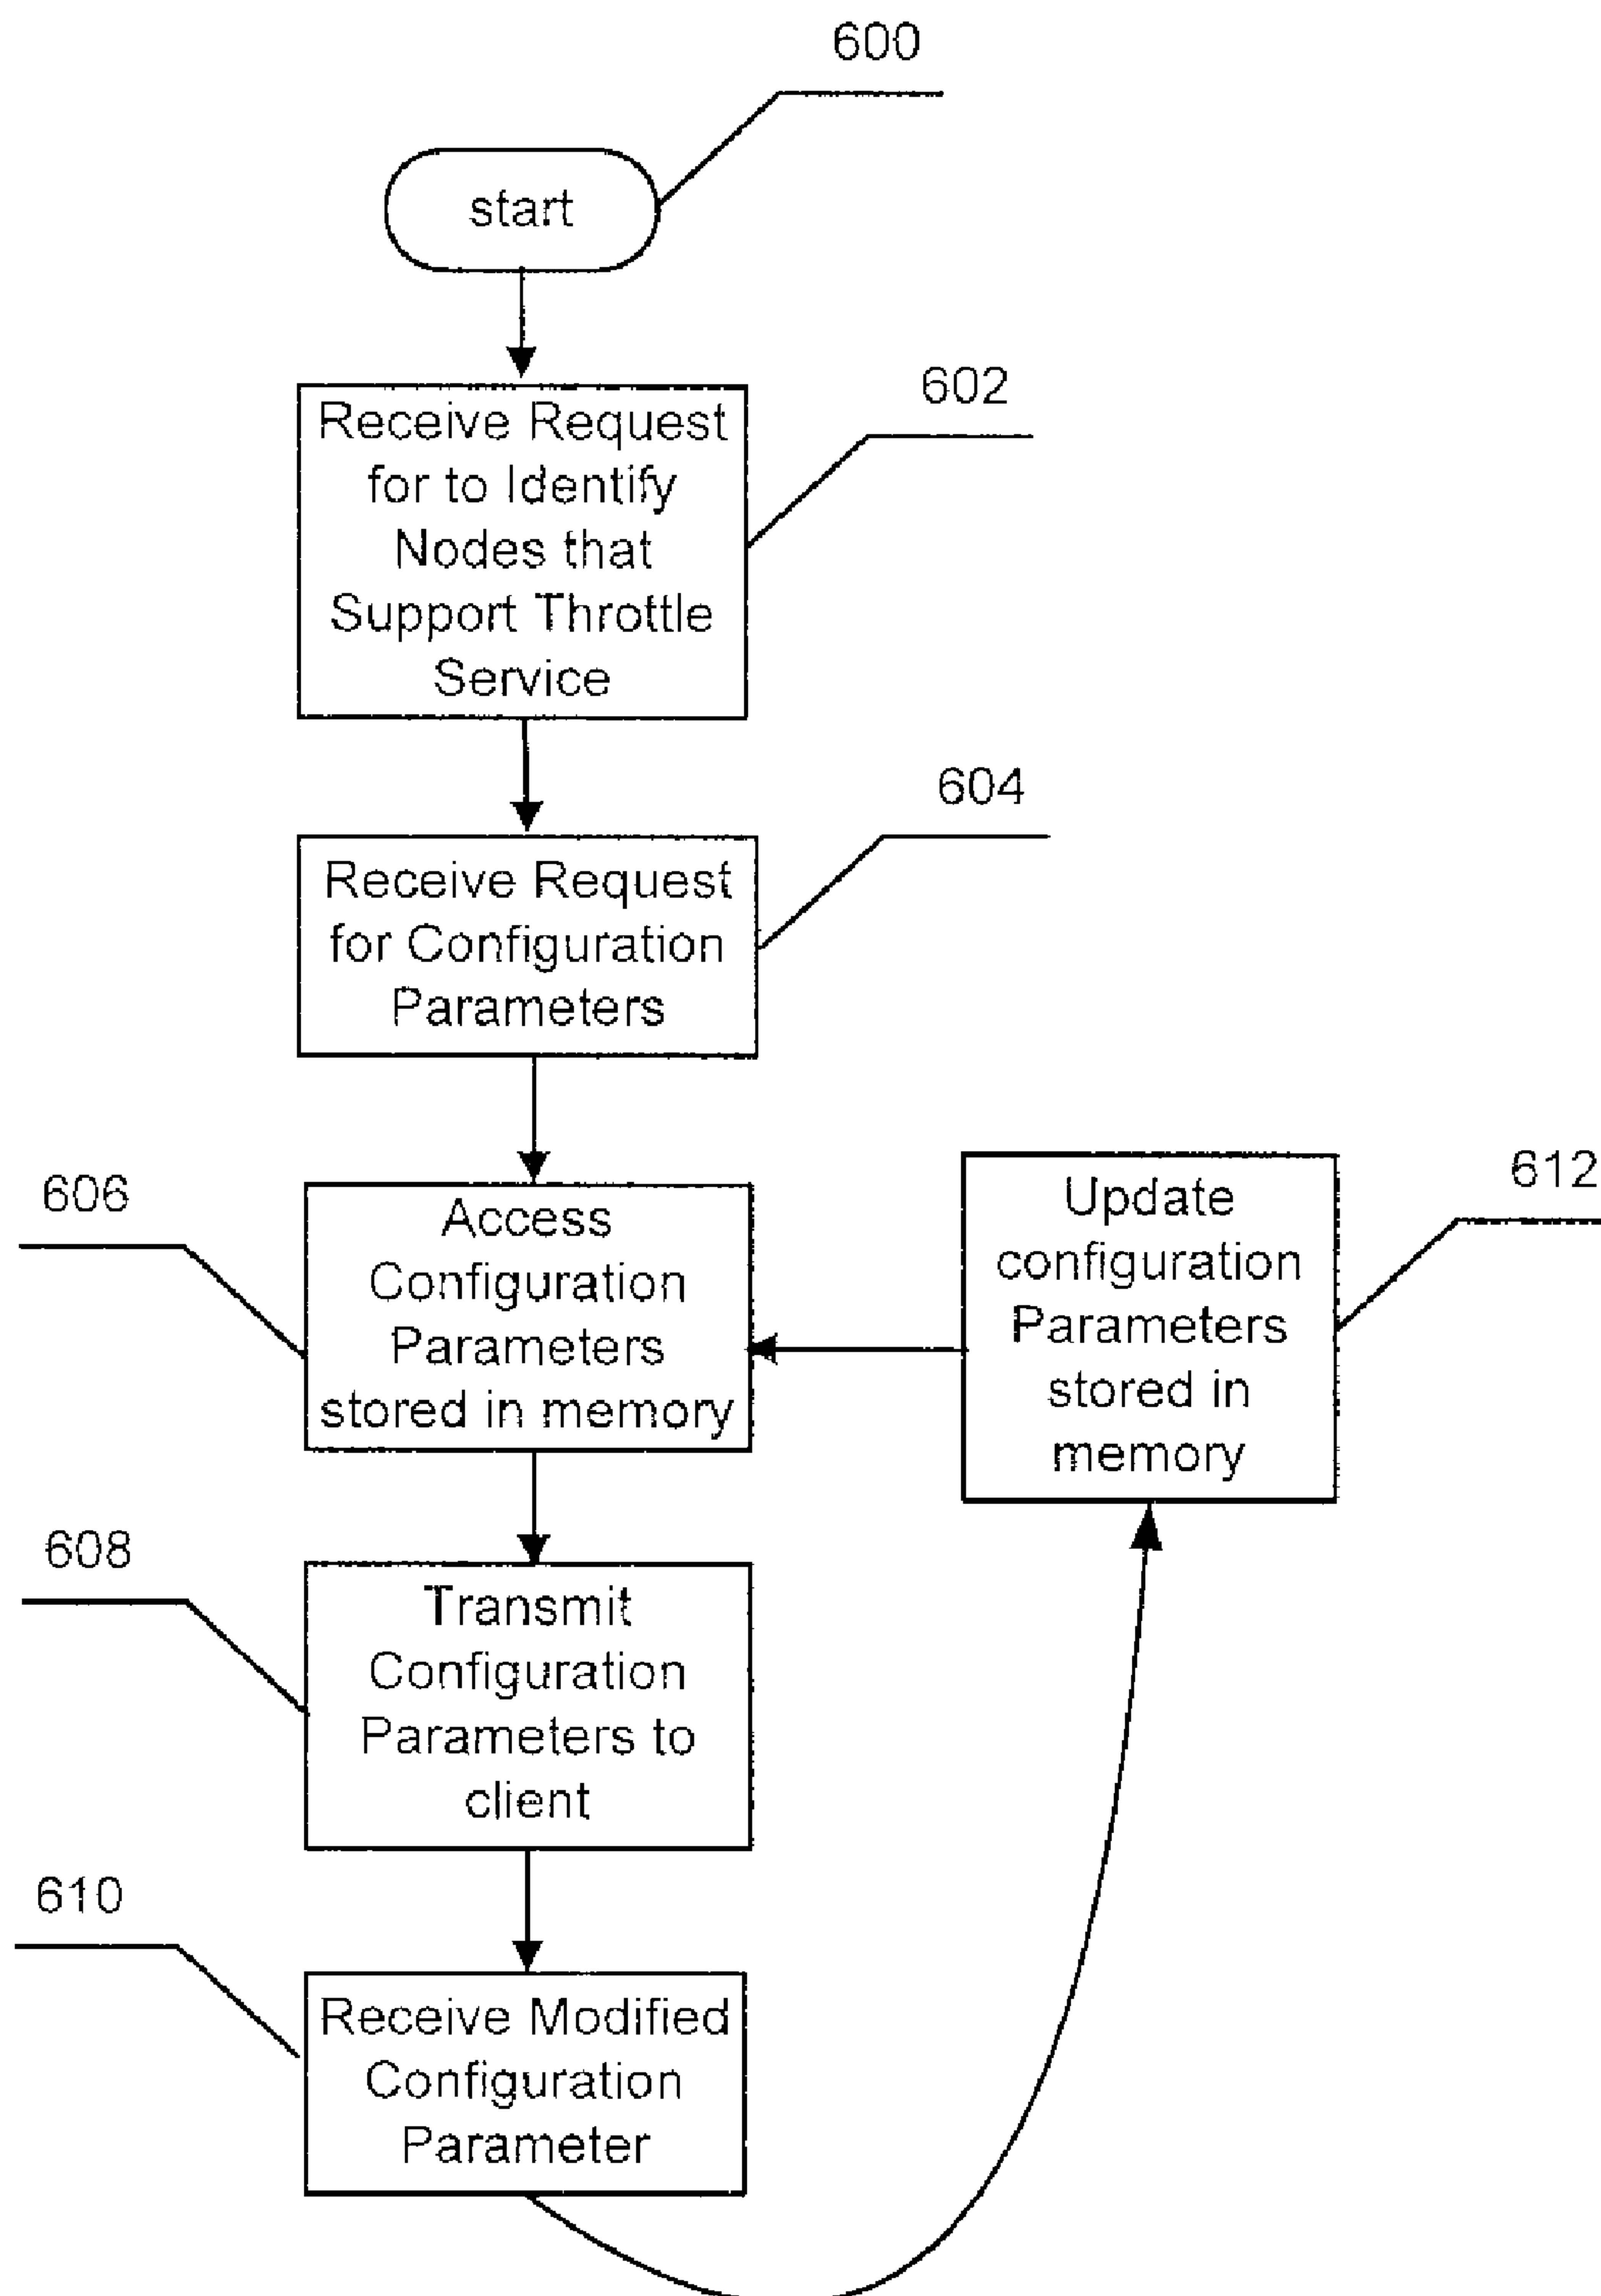 600
start
602
Receive Request
for to Identify
Nodes that
Support Throttle
Service
604
Receive Request
for Configuration
Parameters
606
Access
Configuration
Parameters
stored in memory
612
Update
configuration
Parameters
stored in
memory
608
Transmit
Configuration
Parameters to
client
610
Receive Modified
Configuration
Parameter